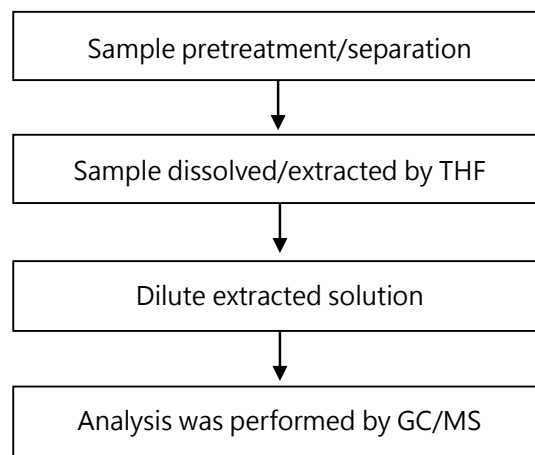 Sample pretreatment/separation
Sample dissolved/extracted by THF
Dilute extracted solution
Analysis was performed by GC/MS